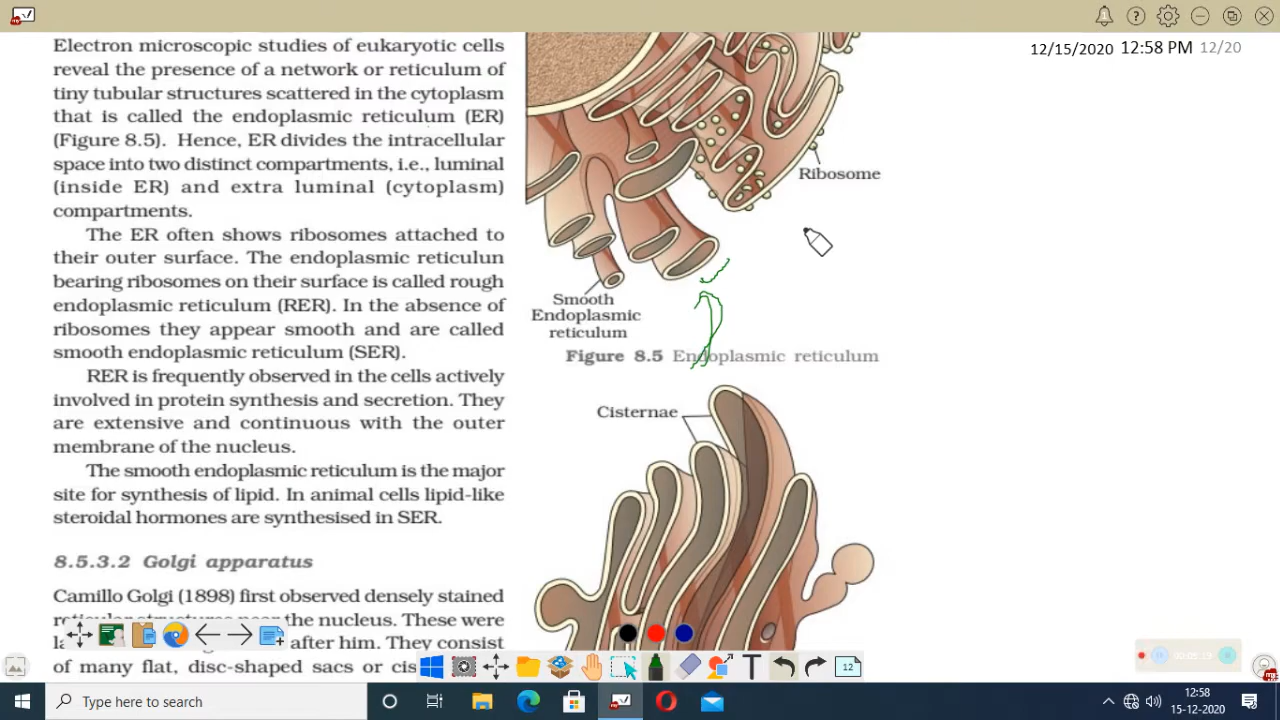 12/15/2020 12:58 PM 12/20
Electron microscopic studies of eukaryotic cells
reveal the presence of a network or reticulum of
tiny tubular structures scattered in the cytoplasm
that is called the endoplasmic reticulum (ER)
(Figure 8.5). Hence, ER divides the intracellular
space into two distinct compartments, i.e., luminal
(inside ER) and extra luminal (cytoplasm)
compartments.
The ER often shows ribosomes attached to
their outer surface. The endoplasmic reticulun
bearing ribosomes on their surface is called rough
endoplasmic reticulum (RER). In the absence of
ribosomes they appear smooth and are called
smooth endoplasmic reticulum (SER).
RER is frequently observed in the cells actively
involved in protein synthesis and secretion. They
are extensive and continuous with the outer
membrane of the nucleus.
The smooth endoplasmic reticulum is the major
site for synthesis of lipid. In animal cells lipid-like
steroidal hormones are synthesised in SER.
8.5.3.2 Golgi apparatus
Camillo Golgi (1898) first observed densely stained
near the nucleus. These were
after him. They consist
of many flat, disc-shaped sacs or cis
Ribosome
Smooth
Endoplasmic
reticulum
Figure 8.5 Endoplasmic reticulum
Cisternae
12
Type here to search
12:58
15-12-2020